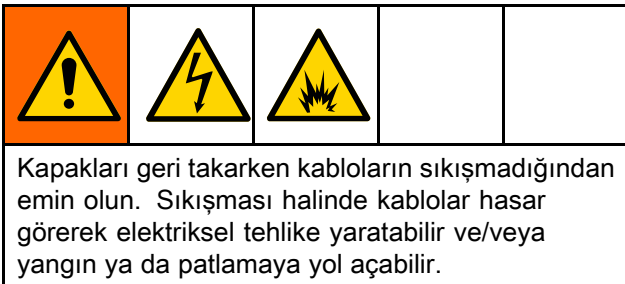 Kapakları geri takarken kabloların sıkışmadığından
emin olun.  Sıkışması halinde kablolar hasar
görerek elektriksel tehlike yaratabilir ve/veya
yangın ya da patlamaya yol açabilir.